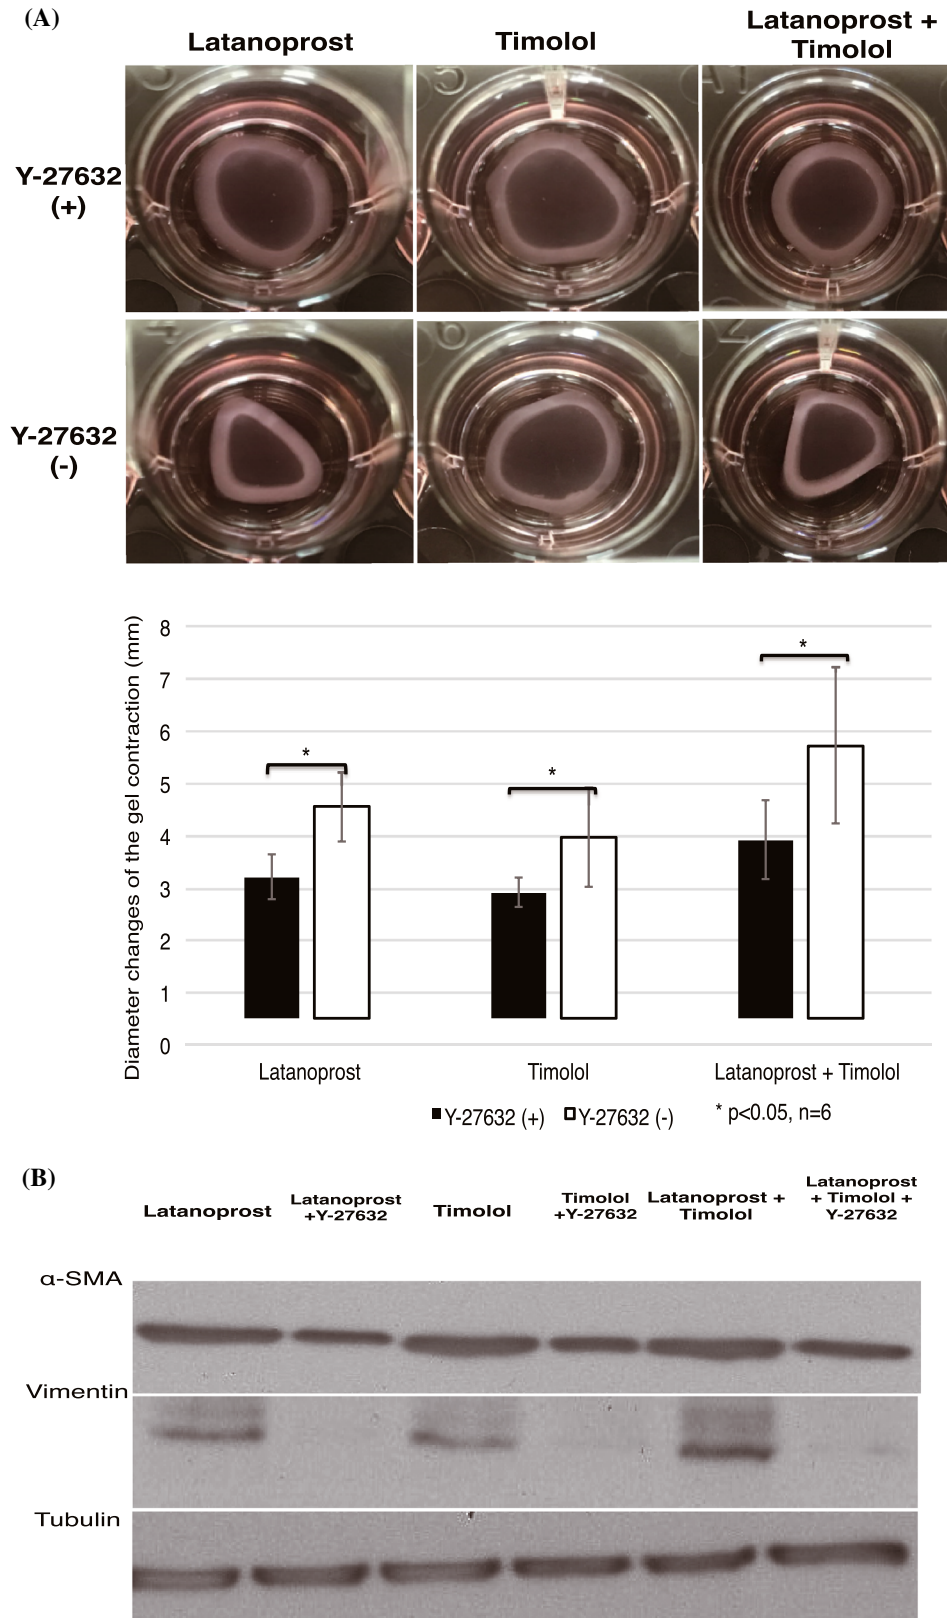 (A)
Latanoprost
Timolol
Latanoprost +
Timolol
Y-27632
(+)
Y-27632
(-)
Diameter changes of the gel contraction (mm)
8
7
6
5
4
3
2
1
0
*
*
*
Latanoprost
Timolol
Latanoprost + Timolol
Y-27632 (+)
Y-27632 (-)
* p<0.05, n=6
(B)
Latanoprost
Latanoprost
+Y-27632
Timolol
Timolol
+Y-27632
Latanoprost +
Timolol
Latanoprost
+ Timolol +
Y-27632
α-SMA
Vimentin
Tubulin